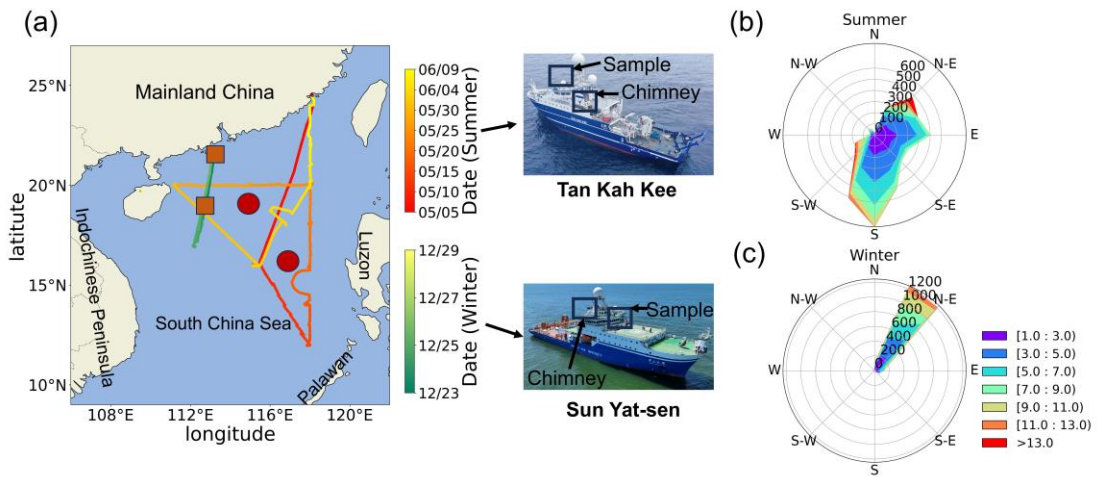 (a)
25°N
20°N
15°N
10°N
latitute
108°E 112°E 116°E 120°E
longitude
Mainland China
Indochinese Peninsula
South China Sea
Luzon
Palawan
06/09
06/04
05/30
05/25
05/20
05/15
05/10
05/05
Date (Summer)
12/29
12/27
12/25
12/23
Date (Winter)
Sample
Chimney
Tan Kah Kee
Sample
Chimney
Sun Yat-sen
(b)
Summer
N
N-E
E
S-E
S
S-W
W
N-W
600
500
400
300
200
100
0
(c)
Winter
N
N-E
E
S-E
S
S-W
W
N-W
1200
1000
800
600
400
200
0
[1.0 : 3.0)
[3.0 : 5.0)
[5.0 : 7.0)
[7.0 : 9.0)
[9.0 : 11.0)
[11.0 : 13.0)
>13.0